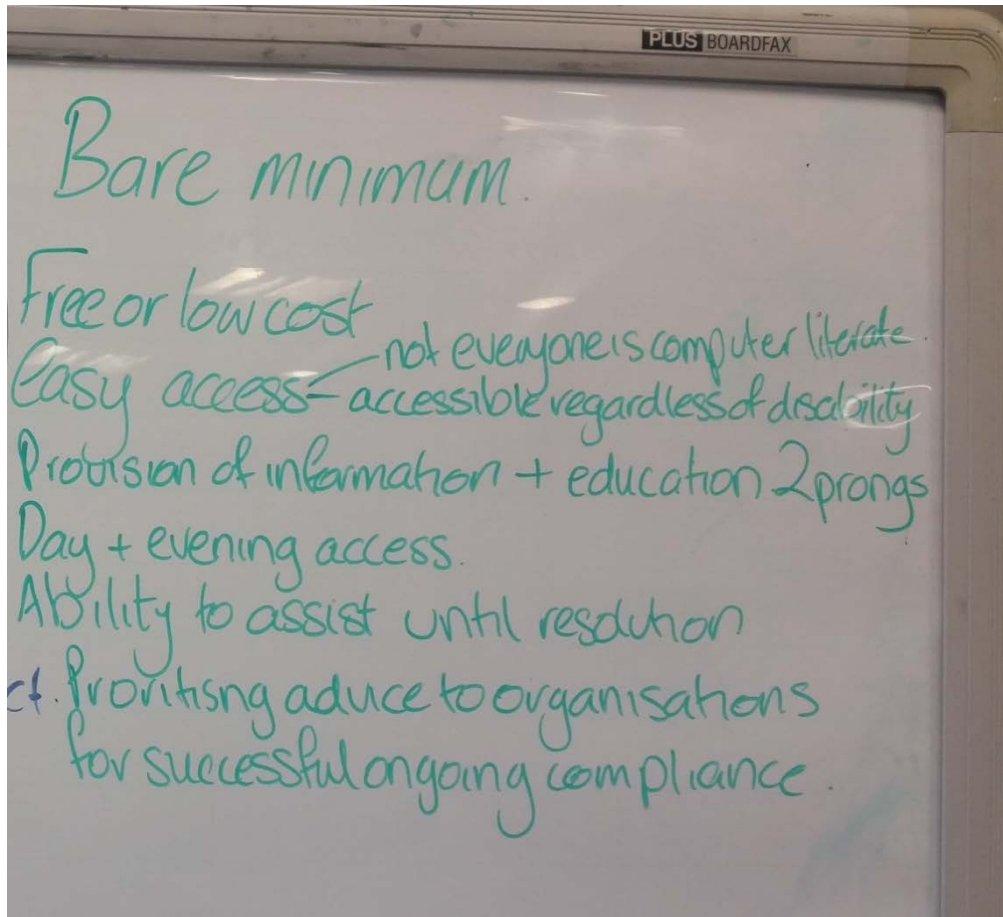 PLUS BOARDFAX
Bare minimum.
Free or low cost
not everyone is computer literate.
Easy access - accessible regardless of disability
Provision of information + education 2 prongs
Day + evening access.
Ability to assist until resolution
ct. Proritisng advice to organisations
for successful ongoing compliance.